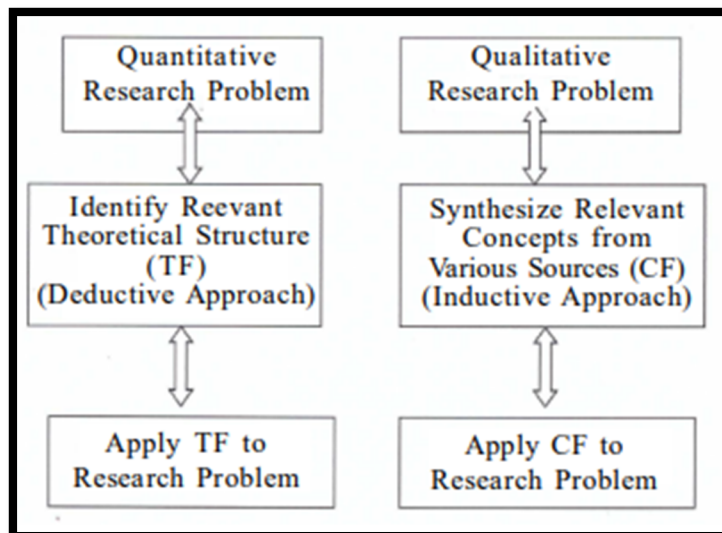 Quantitative
Research Problem
Identify Reevant
Theoretical Structure
(TF)
(Deductive Approach)
Apply TF to
Research Problem
Qualitative
Research Problem
Synthesize Relevant
Concepts from
Various Sources (CF)
(Inductive Approach)
Apply CF to
Research Problem